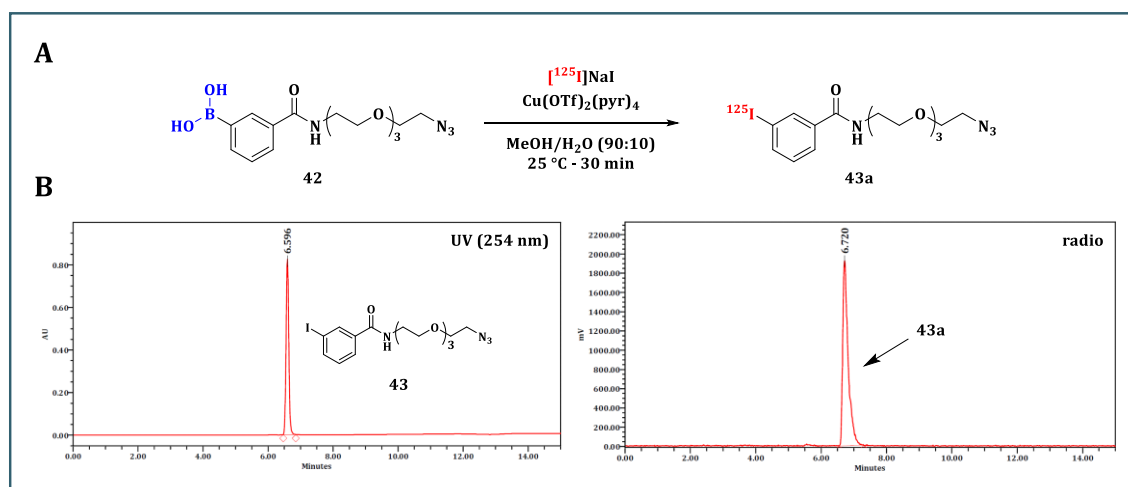 A
OH
HO
B
O
N
H
O
3
N3
42
[125I]NaI
Cu(OTf)2(pyr)4
MeOH/H2O (90:10)
25 °C - 30 min
125I
O
N
H
O
3
N3
43a
B
6.596
UV (254 nm)
AU
0.80
0.60
0.40
0.20
0.00
0.00 2.00 4.00 6.00 8.00 10.00 12.00 14.00
Minutes
I
O
N
H
O
3
N3
43
6.720
radio
mV
2200.00
2000.00
1800.00
1600.00
1400.00
1200.00
1000.00
800.00
600.00
400.00
200.00
0.00
0.00 2.00 4.00 6.00 8.00 10.00 12.00 14.00
Minutes
43a